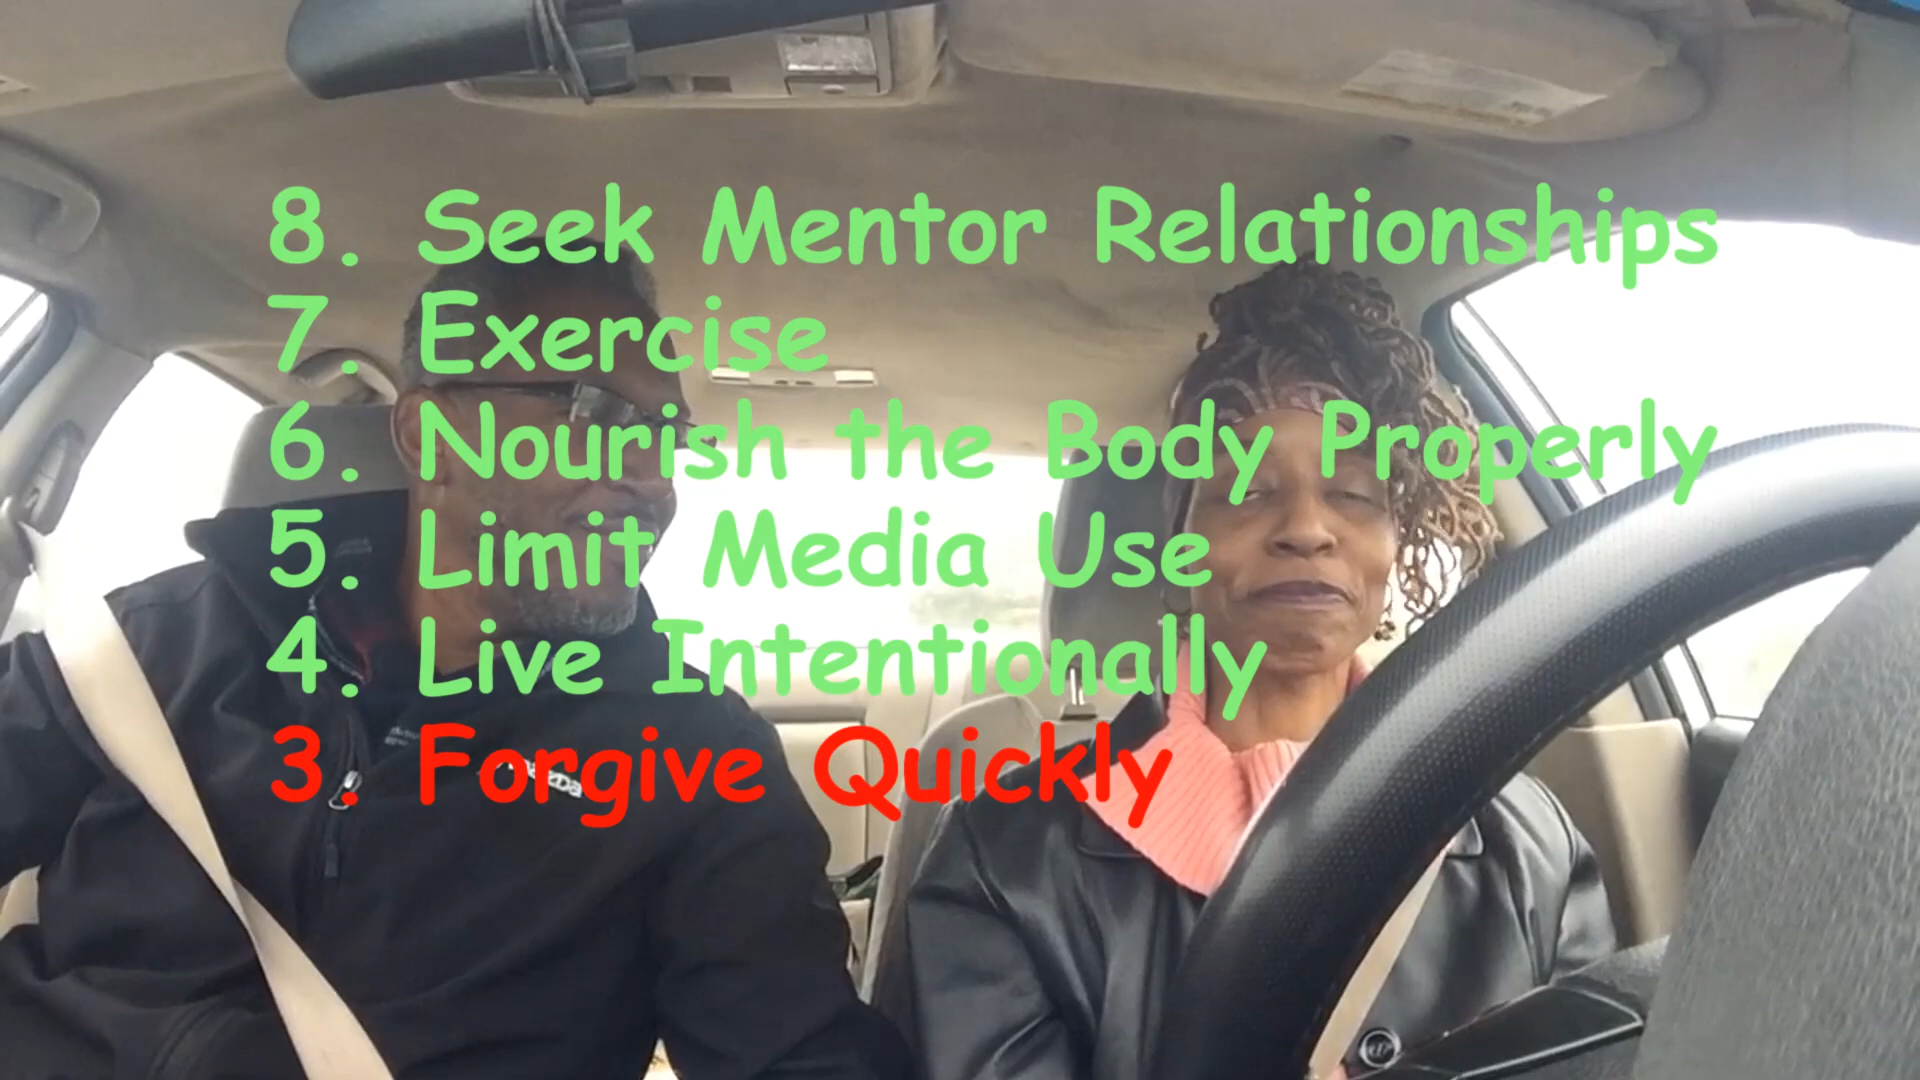 8. Seek Mentor Relationships
7. Exercise
6. Nourish the Body Properly
5. Limit Media Use
4. Live Intentionally
3. Forgive Quickly